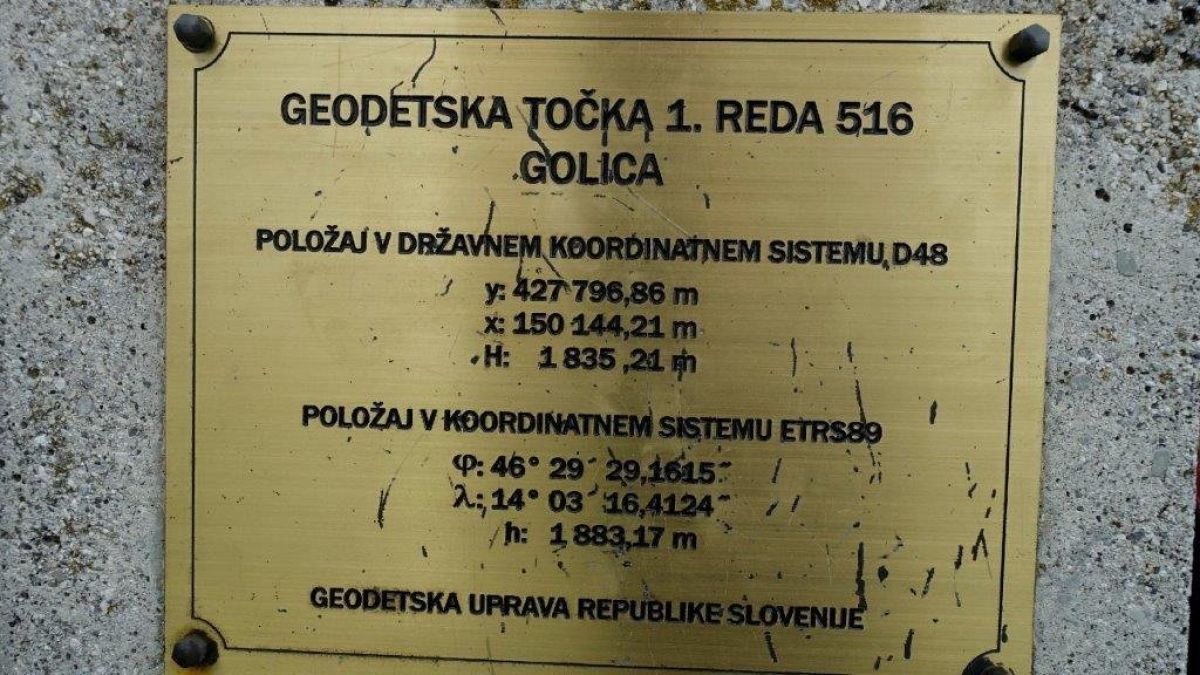 GEODETSKA TOČKA 1. REDA 516
GOLICA
POLOŽAJ V DRŽAVNEM KOORDINATNEM SISTEMU D48
y: 427 796,86 m
x: 150 144,21 m
H: 1 835 ,21 m
POLOŽAJ V KOORDINATNEM SISTEMU ETRS89
φ: 46° 29´ 29,1615˝
λ: 14° 03´ 16,4124˝
h: 1 883,17 m
GEODETSKA UPRAVA REPUBLIKE SLOVENIJE